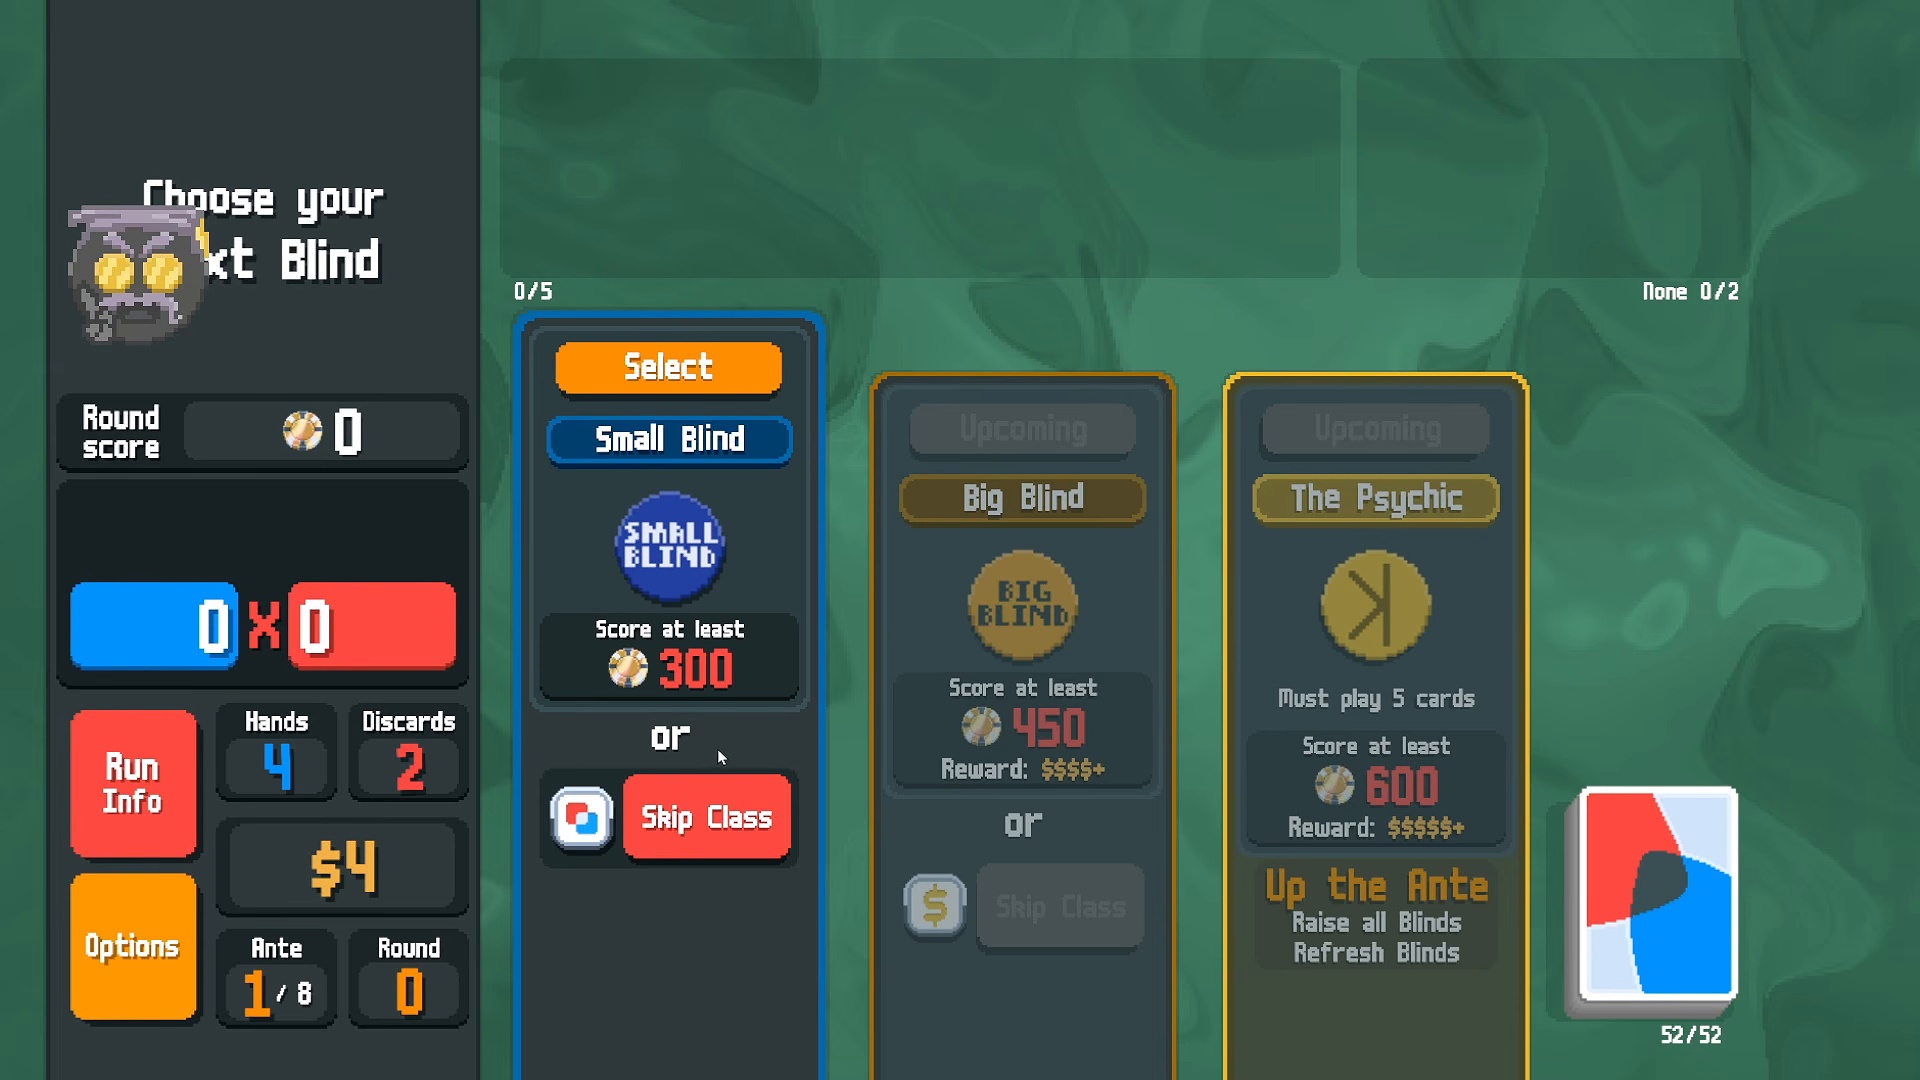 Choose your
xt Blind
Round
score
0
0 X 0
Run
Info
Hands
4
Discards
2
$4
Options
Ante
1 / 8
Round
0
0/5
None 0/2
Select
Small Blind
SMALL
BLIND
Score at least
300
or
Skip Class
Upcoming
Big Blind
BIG
BLIND
Score at least
450
Reward: $$$$+
or
$
Skip Class
Upcoming
The Psychic
Must play 5 cards
Score at least
600
Reward: $$$$$+
Up the Ante
Raise all Blinds
Refresh Blinds
52/52